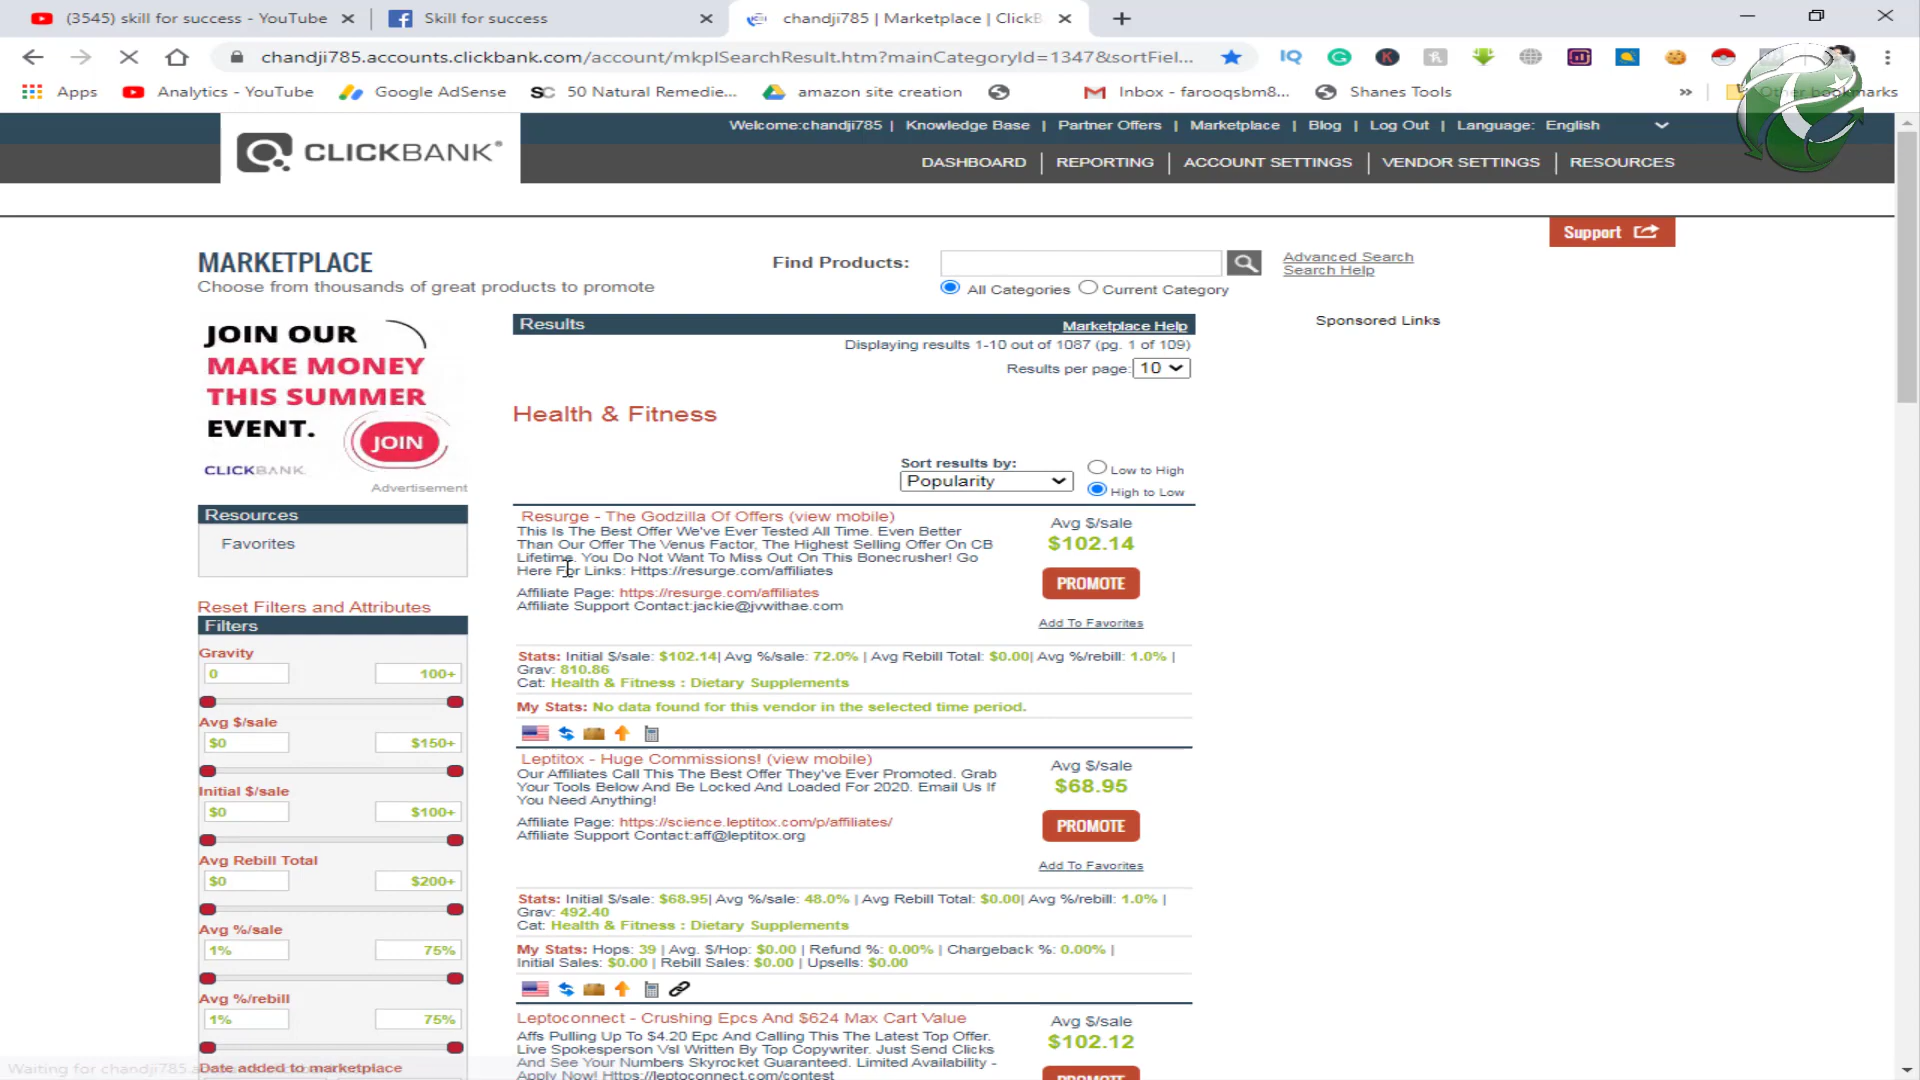 (3545) skill for success - YouTube
Skill for success
chandji785 | Marketplace | ClickB
chandji785.accounts.clickbank.com/account/mkplSearchResult.htm?mainCategoryId=1347&sortFiel...
Apps
Analytics - YouTube
Google AdSense
SC 50 Natural Remedie...
amazon site creation
Inbox - farooqsbm8...
Shanes Tools
»
Other bookmarks
Welcome:chandji785 | Knowledge Base | Partner Offers | Marketplace | Blog | Log Out | Language: English
CLICKBANK®
DASHBOARD | REPORTING | ACCOUNT SETTINGS | VENDOR SETTINGS | RESOURCES
Support
MARKETPLACE
Choose from thousands of great products to promote
Find Products:
Advanced Search
Search Help
All Categories
Current Category
JOIN OUR
MAKE MONEY
THIS SUMMER
EVENT.
JOIN
CLICKBANK
Advertisement
Results
Marketplace Help
Displaying results 1-10 out of 1087 (pg. 1 of 109)
Results per page: 10
Sponsored Links
Health & Fitness
Sort results by:
Popularity
Low to High
High to Low
Resources
Favorites
Reset Filters and Attributes
Filters
Gravity
0 100+
Avg $/sale
$0 $150+
Initial $/sale
$0 $100+
Avg Rebill Total
$0 $200+
Avg %/sale
1% 75%
Avg %/rebill
1% 75%
Date added to marketplace
Resurge - The Godzilla Of Offers (view mobile)
This Is The Best Offer We've Ever Tested All Time. Even Better
Than Our Offer The Venus Factor, The Highest Selling Offer On CB
Lifetime. You Do Not Want To Miss Out On This Bonecrusher! Go
Here For Links: Https://resurge.com/affiliates
Affiliate Page: https://resurge.com/affiliates
Affiliate Support Contact:jackie@jvwithae.com
Avg $/sale
$102.14
PROMOTE
Add To Favorites
Stats: Initial $/sale: $102.14| Avg %/sale: 72.0% | Avg Rebill Total: $0.00| Avg %/rebill: 1.0% |
Grav: 810.86
Cat: Health & Fitness : Dietary Supplements
My Stats: No data found for this vendor in the selected time period.
Leptitox - Huge Commissions! (view mobile)
Our Affiliates Call This The Best Offer They've Ever Promoted. Grab
Your Tools Below And Be Locked And Loaded For 2020. Email Us If
You Need Anything!
Affiliate Page: https://science.leptitox.com/p/affiliates/
Affiliate Support Contact:aff@leptitox.org
Avg $/sale
$68.95
PROMOTE
Add To Favorites
Stats: Initial $/sale: $68.95| Avg %/sale: 48.0% | Avg Rebill Total: $0.00| Avg %/rebill: 1.0% |
Grav: 492.40
Cat: Health & Fitness : Dietary Supplements
My Stats: Hops: 39 | Avg. $/Hop: $0.00 | Refund %: 0.00% | Chargeback %: 0.00% |
Initial Sales: $0.00 | Rebill Sales: $0.00 | Upsells: $0.00
Leptoconnect - Crushing Epcs And $624 Max Cart Value
Affs Pulling Up To $4.20 Epc And Calling This The Latest Top Offer.
Live Spokesperson Vsl Written By Top Copywriter. Just Send Clicks
And See Your Numbers Skyrocket Guaranteed. Limited Availability -
Apply Now! Https://leptoconnect.com/contest
Avg $/sale
$102.12
PROMOTE
Waiting for chandji785.